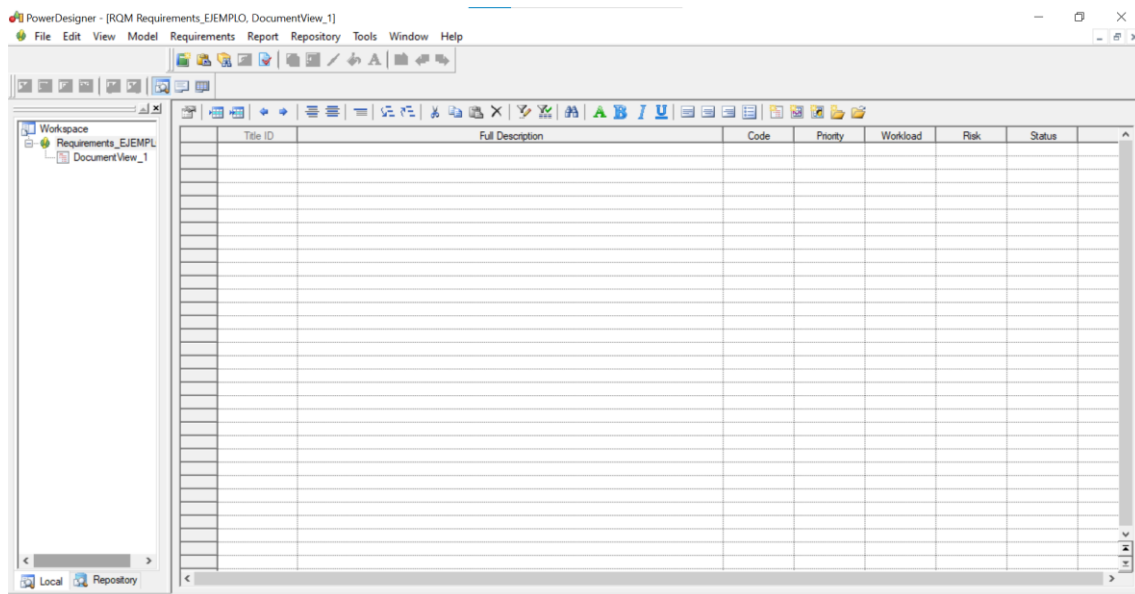 PowerDesigner - [RQM Requirements_EJEMPLO, DocumentView_1]
File Edit View Model Requirements Report Repository Tools Window Help
Workspace
Requirements_EJEMPL
DocumentView_1
Title ID Full Description Code Priority Workload Risk Status
Local Repository